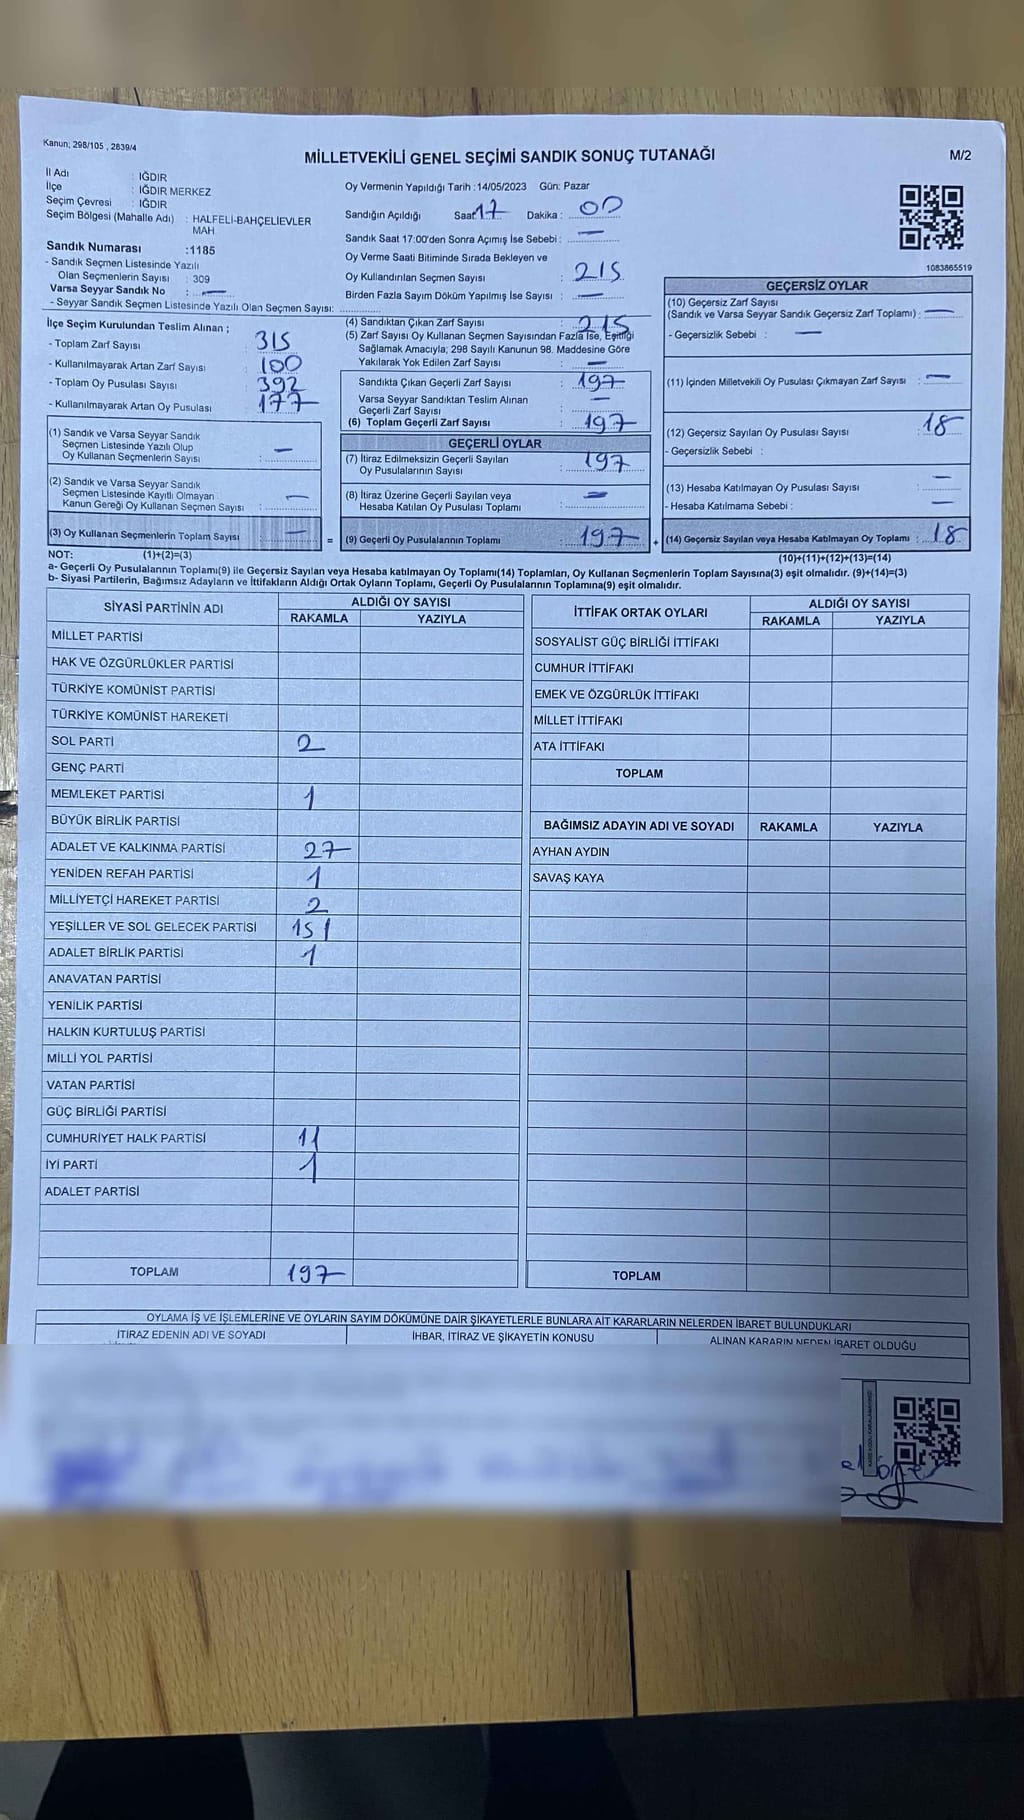 Kanun; 298/105 , 2839/4
MİLLETVEKİLİ GENEL SEÇİMİ SANDIK SONUÇ TUTANAĞI
M/2
İl Adı : IĞDIR
İlçe : IĞDIR MERKEZ
Seçim Çevresi : IĞDIR
Seçim Bölgesi (Mahalle Adı) : HALFELİ-BAHÇELİEVLER
MAH
Sandık Numarası :1185
- Sandık Seçmen Listesinde Yazılı
Olan Seçmenlerin Sayısı : 309
Varsa Seyyar Sandık No : —
- Seyyar Sandık Seçmen Listesinde Yazılı Olan Seçmen Sayısı:
Oy Vermenin Yapıldığı Tarih :14/05/2023 Gün: Pazar
Sandığın Açıldığı Saat: 17 Dakika : 00
Sandık Saat 17:00'den Sonra Açımış İse Sebebi : —
Oy Verme Saati Bitiminde Sırada Bekleyen ve
Oy Kullandırılan Seçmen Sayısı : 215
Birden Fazla Sayım Döküm Yapılmış İse Sayısı : —
1083865519
İlçe Seçim Kurulundan Teslim Alınan ;
- Toplam Zarf Sayısı : 315
- Kullanılmayarak Artan Zarf Sayısı : 100
- Toplam Oy Pusulası Sayısı : 392
- Kullanılmayarak Artan Oy Pusulası : 177
(1) Sandık ve Varsa Seyyar Sandık
Seçmen Listesinde Yazılı Olup
Oy Kullanan Seçmenlerin Sayısı : —
(2) Sandık ve Varsa Seyyar Sandık
Seçmen Listesinde Kayıtlı Olmayan
Kanun Gereği Oy Kullanan Seçmen Sayısı : —
(3) Oy Kullanan Seçmenlerin Toplam Sayısı : —
(4) Sandıktan Çıkan Zarf Sayısı : 215
(5) Zarf Sayısı Oy Kullanan Seçmen Sayısından Fazla İse, Eşitliği
Sağlamak Amacıyla; 298 Sayılı Kanunun 98. Maddesine Göre
Yakılarak Yok Edilen Zarf Sayısı : —
Sandıkta Çıkan Geçerli Zarf Sayısı : 197
Varsa Seyyar Sandıktan Teslim Alınan
Geçerli Zarf Sayısı : —
(6) Toplam Geçerli Zarf Sayısı : 197
GEÇERLİ OYLAR
(7) İtiraz Edilmeksizin Geçerli Sayılan
Oy Pusulalarının Sayısı : 197
(8) İtiraz Üzerine Geçerli Sayılan veya
Hesaba Katılan Oy Pusulası Toplamı : —
= (9) Geçerli Oy Pusulalarının Toplamı : 197
GEÇERSİZ OYLAR
(10) Geçersiz Zarf Sayısı
(Sandık ve Varsa Seyyar Sandık Geçersiz Zarf Toplamı) : —
- Geçersizlik Sebebi : —
(11) İçinden Milletvekili Oy Pusulası Çıkmayan Zarf Sayısı : —
(12) Geçersiz Sayılan Oy Pusulası Sayısı : 18
- Geçersizlik Sebebi :
(13) Hesaba Katılmayan Oy Pusulası Sayısı : —
- Hesaba Katılmama Sebebi : —
+ (14) Geçersiz Sayılan veya Hesaba Katılmayan Oy Toplamı : 18
NOT: (1)+(2)=(3)
(10)+(11)+(12)+(13)=(14)
a- Geçerli Oy Pusulalarının Toplamı(9) ile Geçersiz Sayılan veya Hesaba katılmayan Oy Toplamı(14) Toplamları, Oy Kullanan Seçmenlerin Toplam Sayısına(3) eşit olmalıdır. (9)+(14)=(3)
b- Siyasi Partilerin, Bağımsız Adayların ve İttifakların Aldığı Ortak Oyların Toplamı, Geçerli Oy Pusulalarının Toplamına(9) eşit olmalıdır.
SİYASİ PARTİNİN ADI
ALDIĞI OY SAYISI
RAKAMLA YAZIYLA
MİLLET PARTİSİ
HAK VE ÖZGÜRLÜKLER PARTİSİ
TÜRKİYE KOMÜNİST PARTİSİ
TÜRKİYE KOMÜNİST HAREKETİ
SOL PARTİ 2
GENÇ PARTİ
MEMLEKET PARTİSİ 1
BÜYÜK BİRLİK PARTİSİ
ADALET VE KALKINMA PARTİSİ 27
YENİDEN REFAH PARTİSİ 1
MİLLİYETÇİ HAREKET PARTİSİ 2
YEŞİLLER VE SOL GELECEK PARTİSİ 151
ADALET BİRLİK PARTİSİ 1
ANAVATAN PARTİSİ
YENİLİK PARTİSİ
HALKIN KURTULUŞ PARTİSİ
MİLLİ YOL PARTİSİ
VATAN PARTİSİ
GÜÇ BİRLİĞİ PARTİSİ
CUMHURİYET HALK PARTİSİ 11
İYİ PARTİ 1
ADALET PARTİSİ
TOPLAM 197
İTTİFAK ORTAK OYLARI
ALDIĞI OY SAYISI
RAKAMLA YAZIYLA
SOSYALİST GÜÇ BİRLİĞİ İTTİFAKI
CUMHUR İTTİFAKI
EMEK VE ÖZGÜRLÜK İTTİFAKI
MİLLET İTTİFAKI
ATA İTTİFAKI
TOPLAM
BAĞIMSIZ ADAYIN ADI VE SOYADI RAKAMLA YAZIYLA
AYHAN AYDIN
SAVAŞ KAYA
TOPLAM
OYLAMA İŞ VE İŞLEMLERİNE VE OYLARIN SAYIM DÖKÜMÜNE DAİR ŞİKAYETLERLE BUNLARA AİT KARARLARIN NELERDEN İBARET BULUNDUKLARI
İTİRAZ EDENİN ADI VE SOYADI
İHBAR, İTİRAZ VE ŞİKAYETİN KONUSU
ALINAN KARARIN NEDEN İBARET OLDUĞU